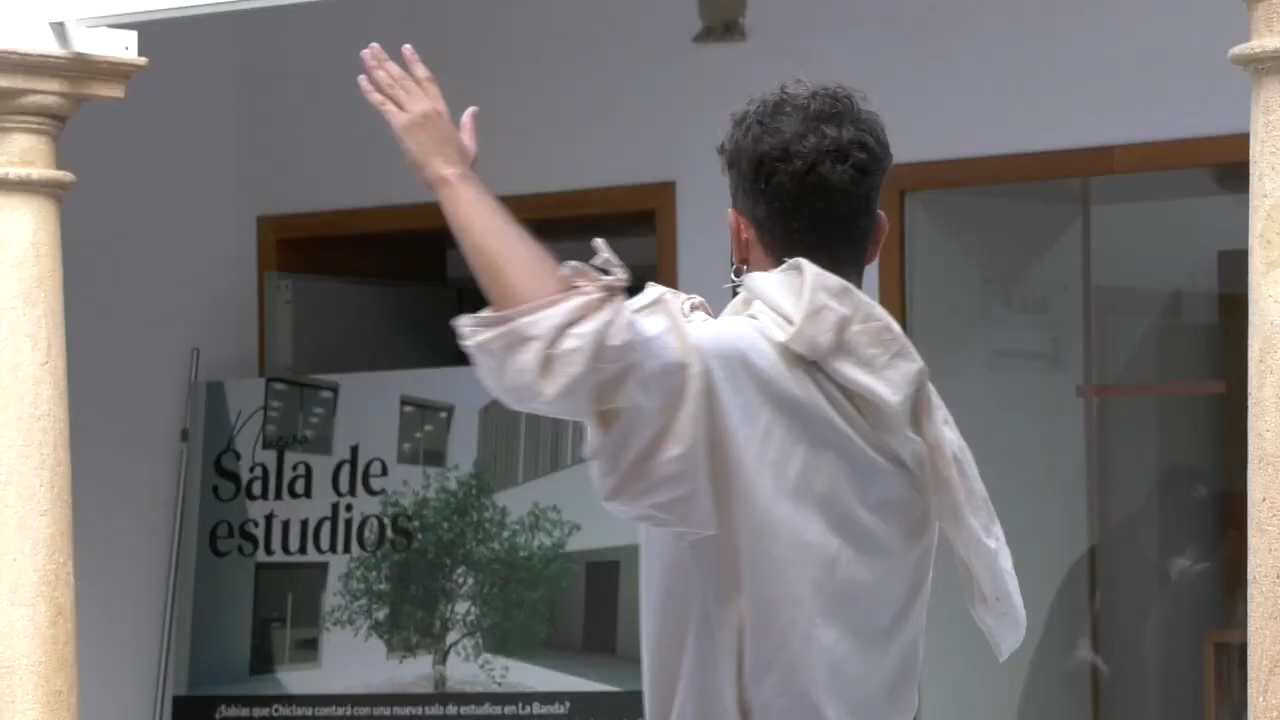 Nueva
Sala de
estudios
¿Sabías que Chiclana contará con una nueva sala de estudios en La Banda?